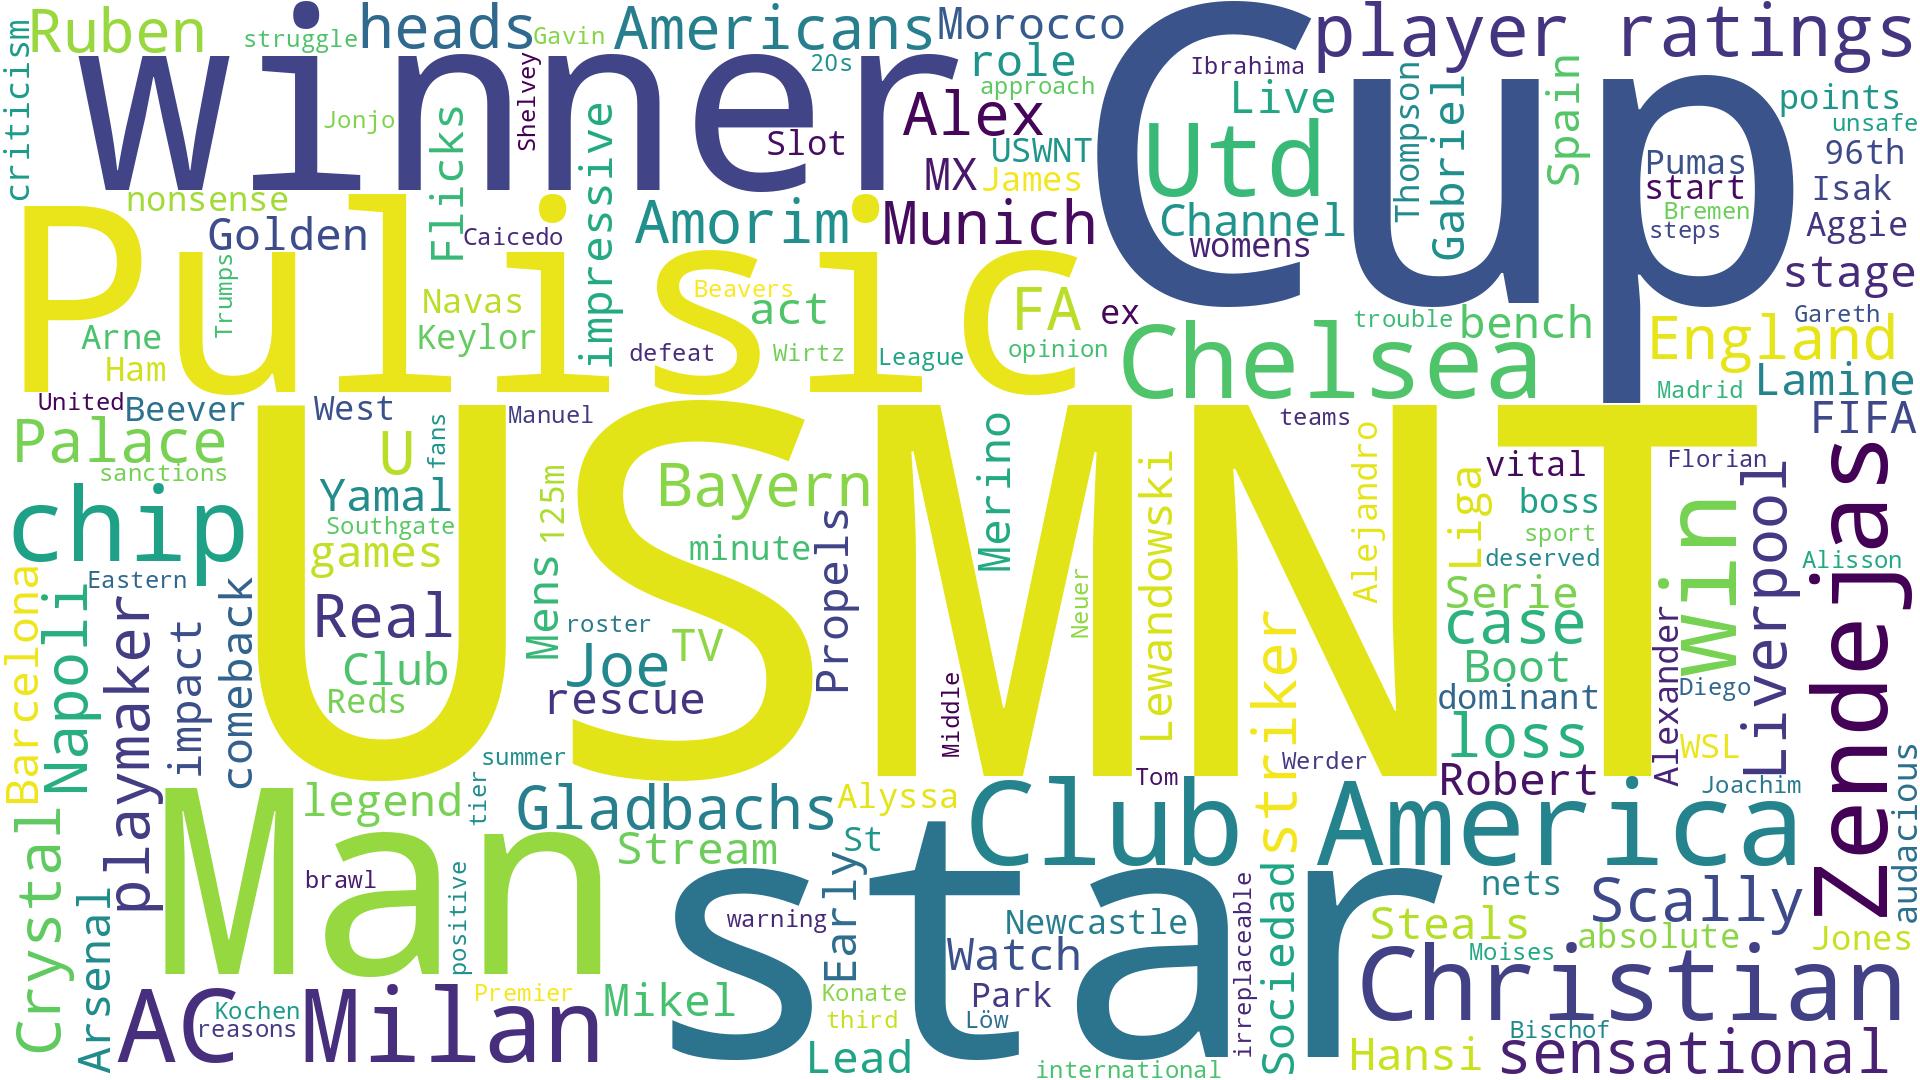 criticism
Ruben
struggle
heads
Gavin
Americans
Morocco
player ratings
winner
Cup
20s
role
approach
Ibrahima
Live
Thompson
Gabriel
Spain
points
unsafe
96th
Isak
Aggie
stage
Pumas
start
Bremen
steps
Jonjo
Shelvey
Flicks
impressive
Slot
Alex
USWNT
MX
James
Utd
Channel
womens
nonsense
Golden
Caicedo
Amorim
Munich
Pulisic
Trumps
Navas
Keylor
Beavers
act
FA
ex
trouble
bench
England
Gareth
Arne
Ham
defeat
Wirtz
League
opinion
Chelsea
Madrid
Lamine
United
Beever
West
Manuel
teams
FIFA
Palace
sanctions
U
fans
USMNT
Yamal
Southgate
games
125m
Bayern
minute
Propels
Merino
Lewandowski
Alejandro
Liga
vital
Florian
boss
sport
deserved
chip
Eastern
Real
Club
Reds
Mens
roster
Joe
TV
rescue
Neuer
Middle
Serie
case
Boot
dominant
loss
Win
Liverpool
Alisson
Zendejas
Alexander
Diego
WSL
Joachim
Barcelona
Napoli
playmaker
impact
comeback
summer
tier
striker
Werder
Robert
Tom
Crystal
Arsenal
Man
legend
Gladbachs
Alyssa
Club America
audacious
Stream
St
brawl
positive
warning
Early
star
Newcastle
Watch
Park
irreplaceable
Sociedad
nets
Scally
Steals
absolute
Jones
Moises
Christian
AC Milan
Kochen
reasons
Premier
Mikel
Konate
third
Löw
Lead
international
Hansi
Bischof
sensational